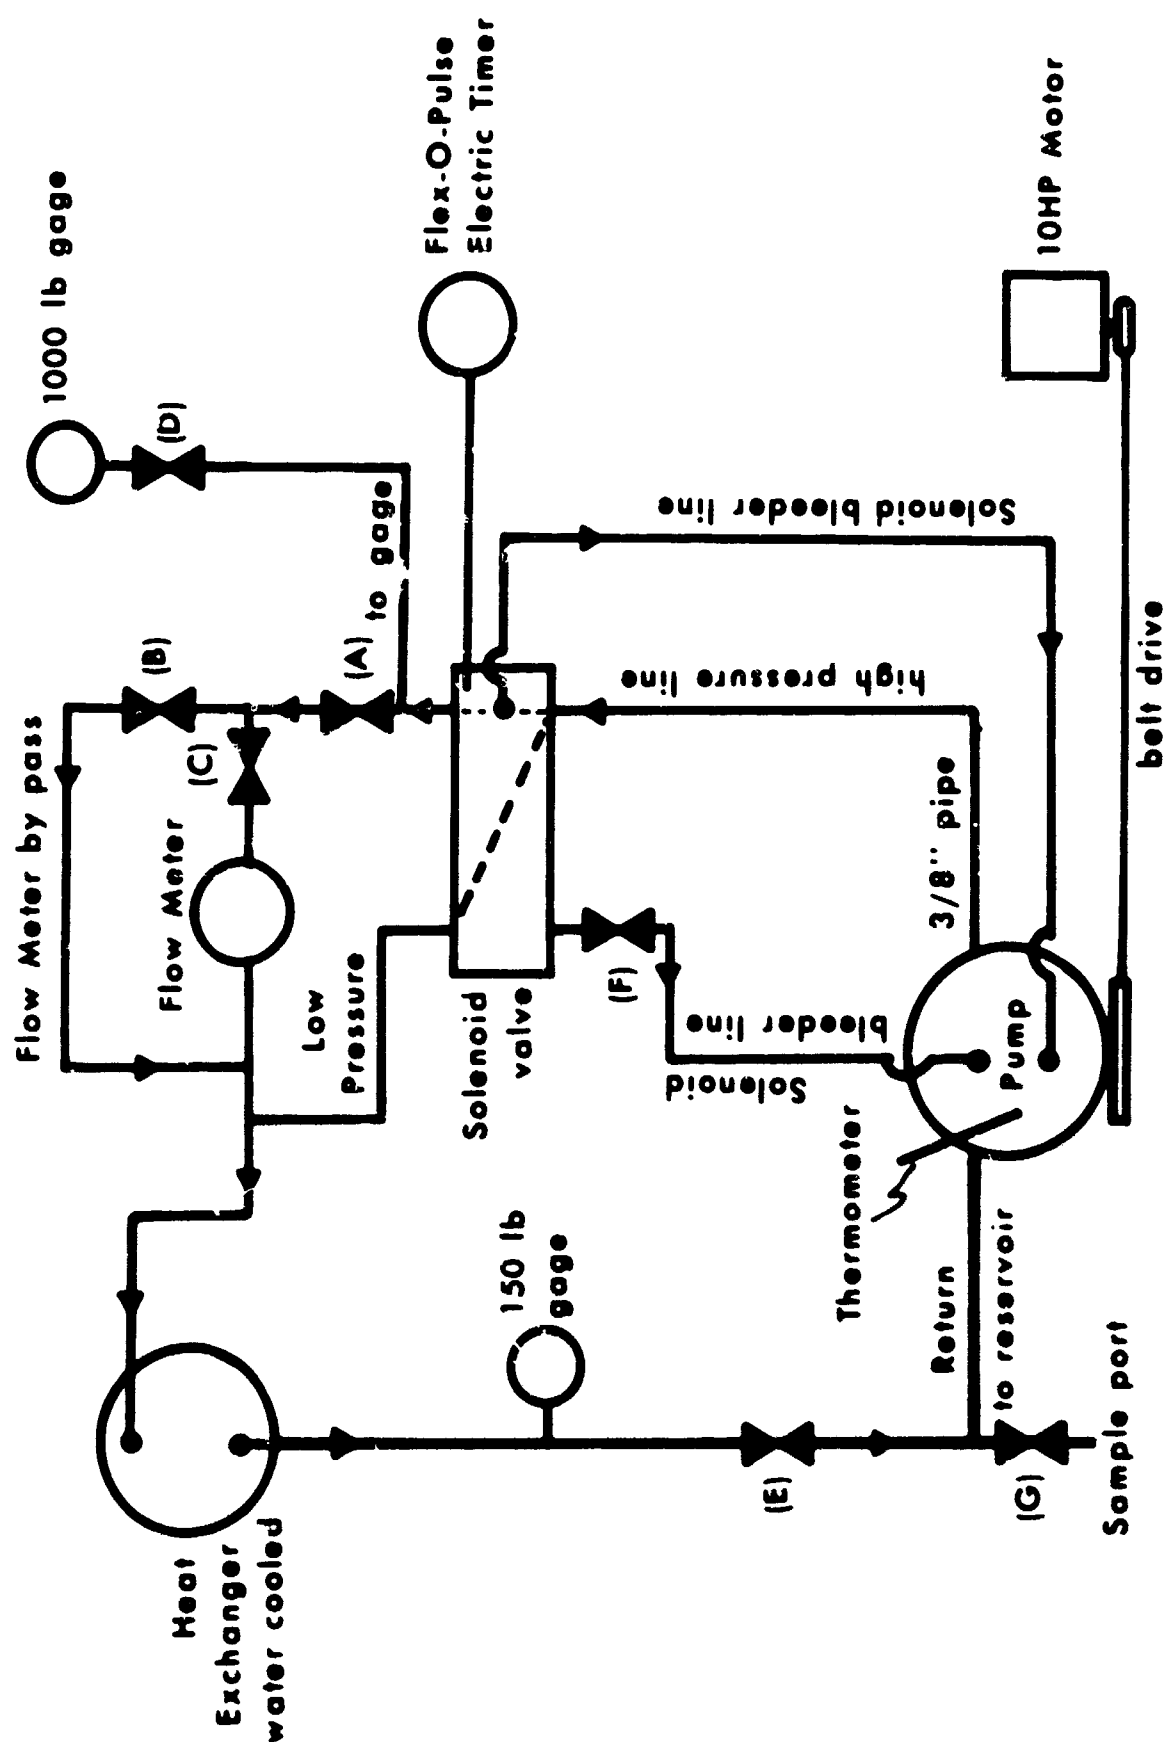 1000 lb gage
(D)
Flex-O-Pulse
Electric Timer
10HP Motor
(B)
(A)
to gage
Solenoid bleeder line
high pressure line
Flow Meter by pass
(C)
Flow Meter
Low
Pressure
Solenoid
valve
(F)
Solenoid
bleeder line
3/8" pipe
Pump
belt drive
Thermometer
150 lb
gage
Return
to reservoir
Heat
Exchanger
water cooled
(E)
(G)
Sample port